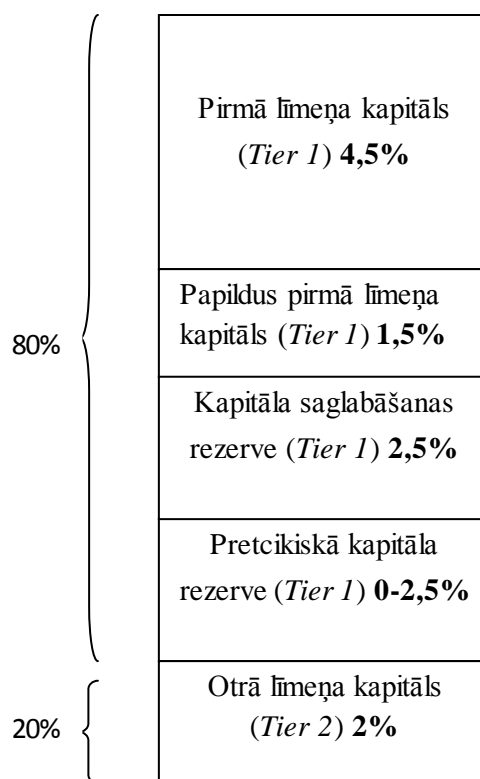 Pirmā līmeņa kapitāls
(Tier 1) 4,5%
Papildus pirmā līmeņa
kapitāls (Tier 1) 1,5%
80%
Kapitāla saglabāšanas
rezerve (Tier 1) 2,5%
Pretcikiskā kapitāla
rezerve (Tier 1) 0-2,5%
Otrā līmeņa kapitāls
(Tier 2) 2%
20%